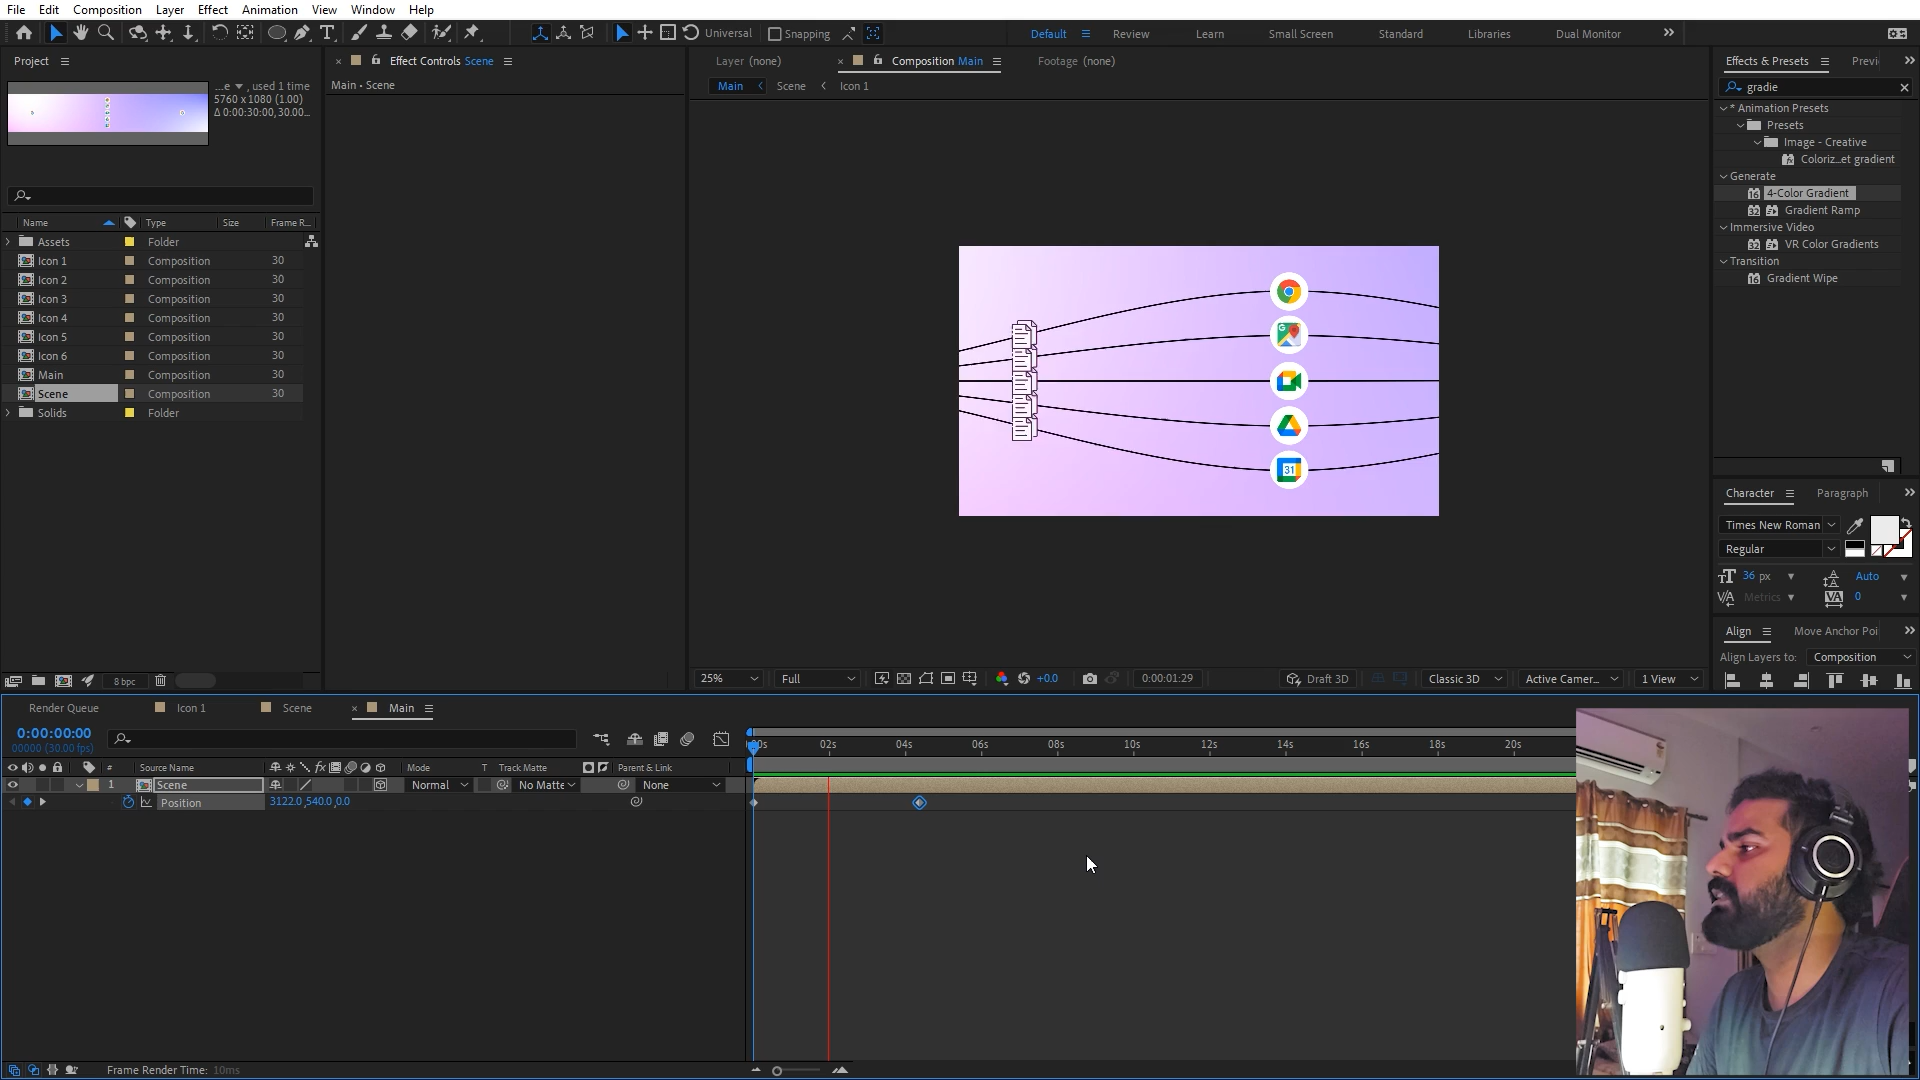 File Edit Composition Layer Effect Animation View Window Help
Universal Snapping Default Review Learn Small Screen Standard Libraries Dual Monitor
Project
Effect Controls Scene
Layer (none)
Composition Main
Footage (none)
Effects & Presets
Previ
Main • Scene
Main Scene Icon 1
...e , used 1 time
5760 x 1080 (1.00)
Δ 0:00:30:00, 30.00...
gradie
* Animation Presets
Presets
Image - Creative
Coloriz...et gradient
Generate
4-Color Gradient
Gradient Ramp
Immersive Video
VR Color Gradients
Transition
Gradient Wipe
Name Type Size Frame R...
Assets Folder
Icon 1 Composition 30
Icon 2 Composition 30
Icon 3 Composition 30
Icon 4 Composition 30
Icon 5 Composition 30
Icon 6 Composition 30
Main Composition 30
Scene Composition 30
Solids Folder
G
31
Character Paragraph
Times New Roman
Regular
36 px Auto
Metrics 0
Align Move Anchor Poi
Align Layers to: Composition
8 bpc
25% Full +0.0 0:00:01:29 Draft 3D Classic 3D Active Camer... 1 View
Render Queue Icon 1 Scene Main
0:00:00:00
00000 (30.00 fps)
00s 02s 04s 06s 08s 10s 12s 14s 16s 18s 20s
# Source Name Mode T Track Matte Parent & Link
1 Scene Normal No Matte None
Position 3122.0,540.0,0.0
Frame Render Time: 10ms